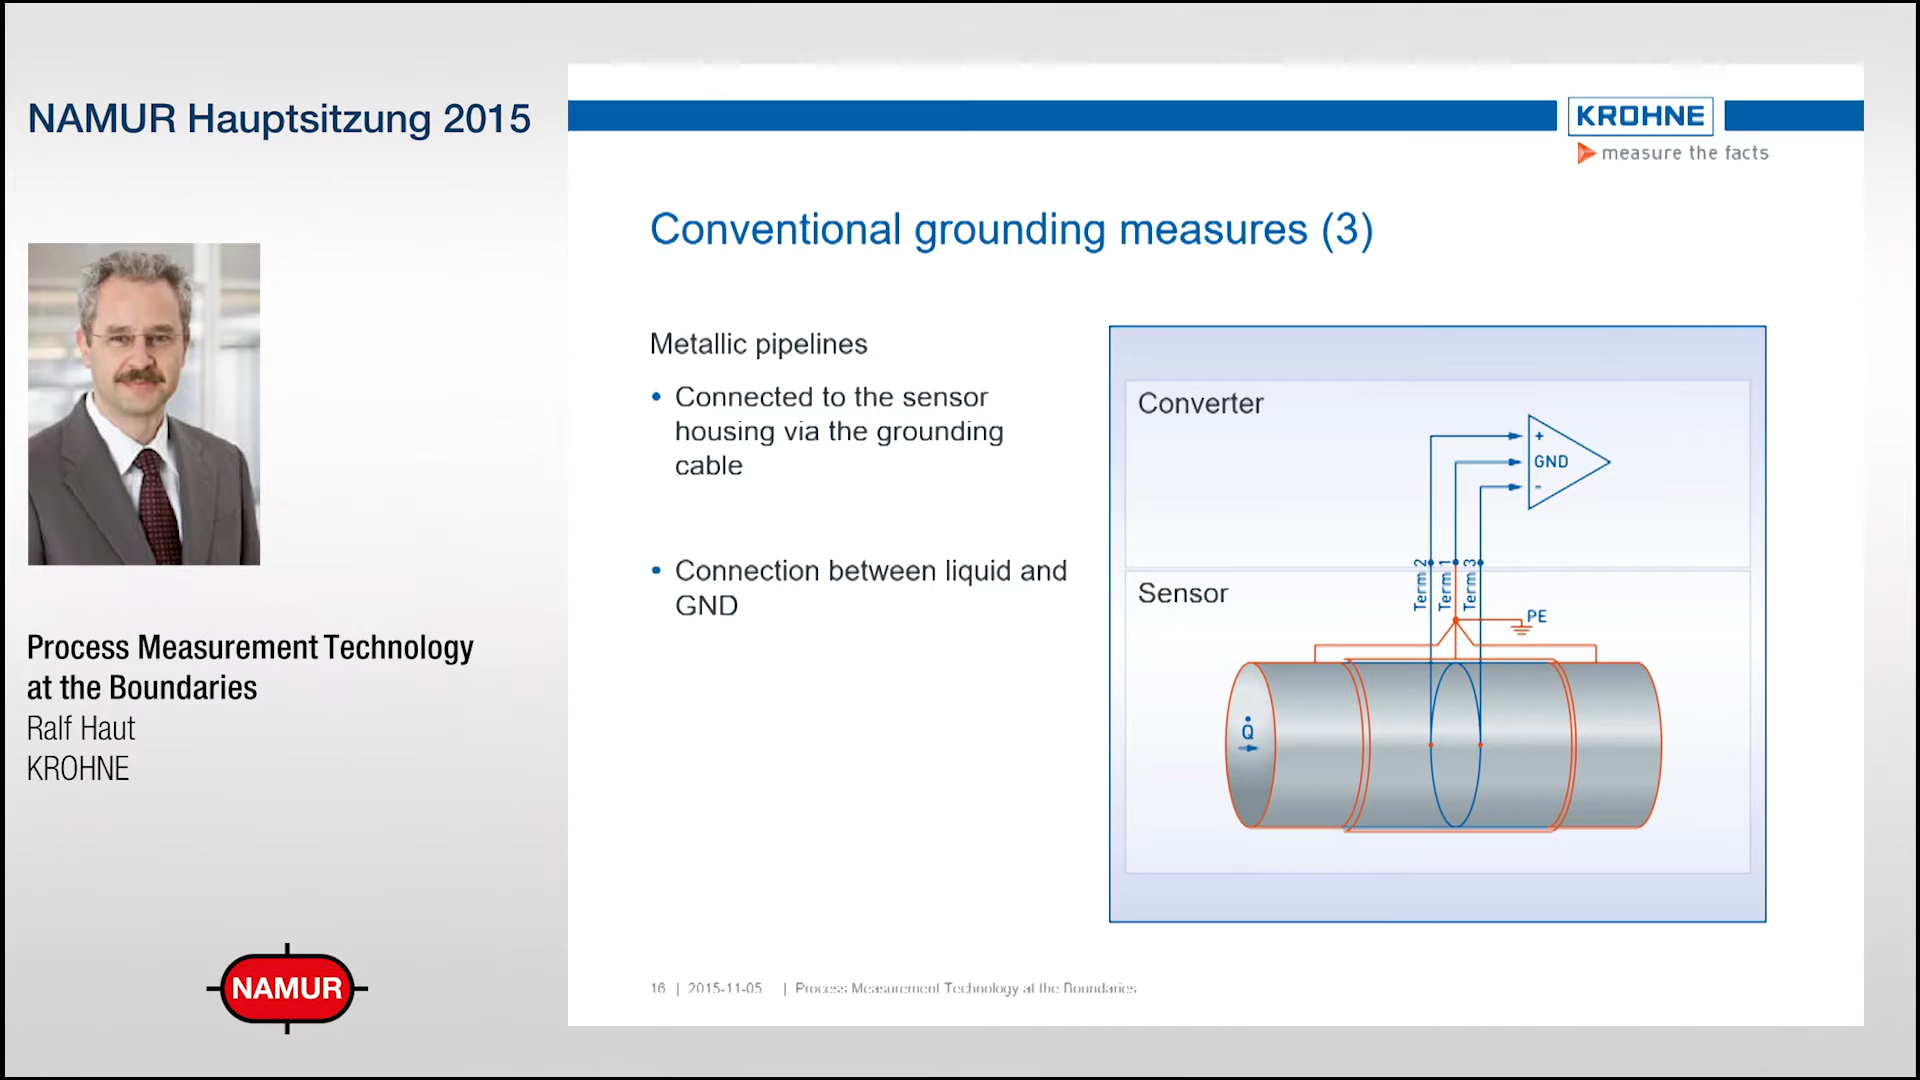 NAMUR Hauptsitzung 2015
Process Measurement Technology
at the Boundaries
Ralf Haut
KROHNE
NAMUR
KROHNE
measure the facts
Conventional grounding measures (3)
Metallic pipelines
• Connected to the sensor
housing via the grounding
cable
• Connection between liquid and
GND
Converter
+
GND
-
Term 2
Term 1
Term 3
Sensor
PE
Q̇
16 | 2015-11-05 | Process Measurement Technology at the Boundaries